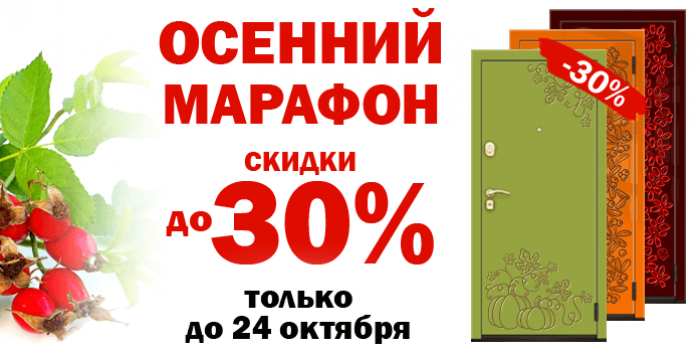 ОСЕННИЙ
МАРАФОН
скидки
до 30%
только
до 24 октября
-30%